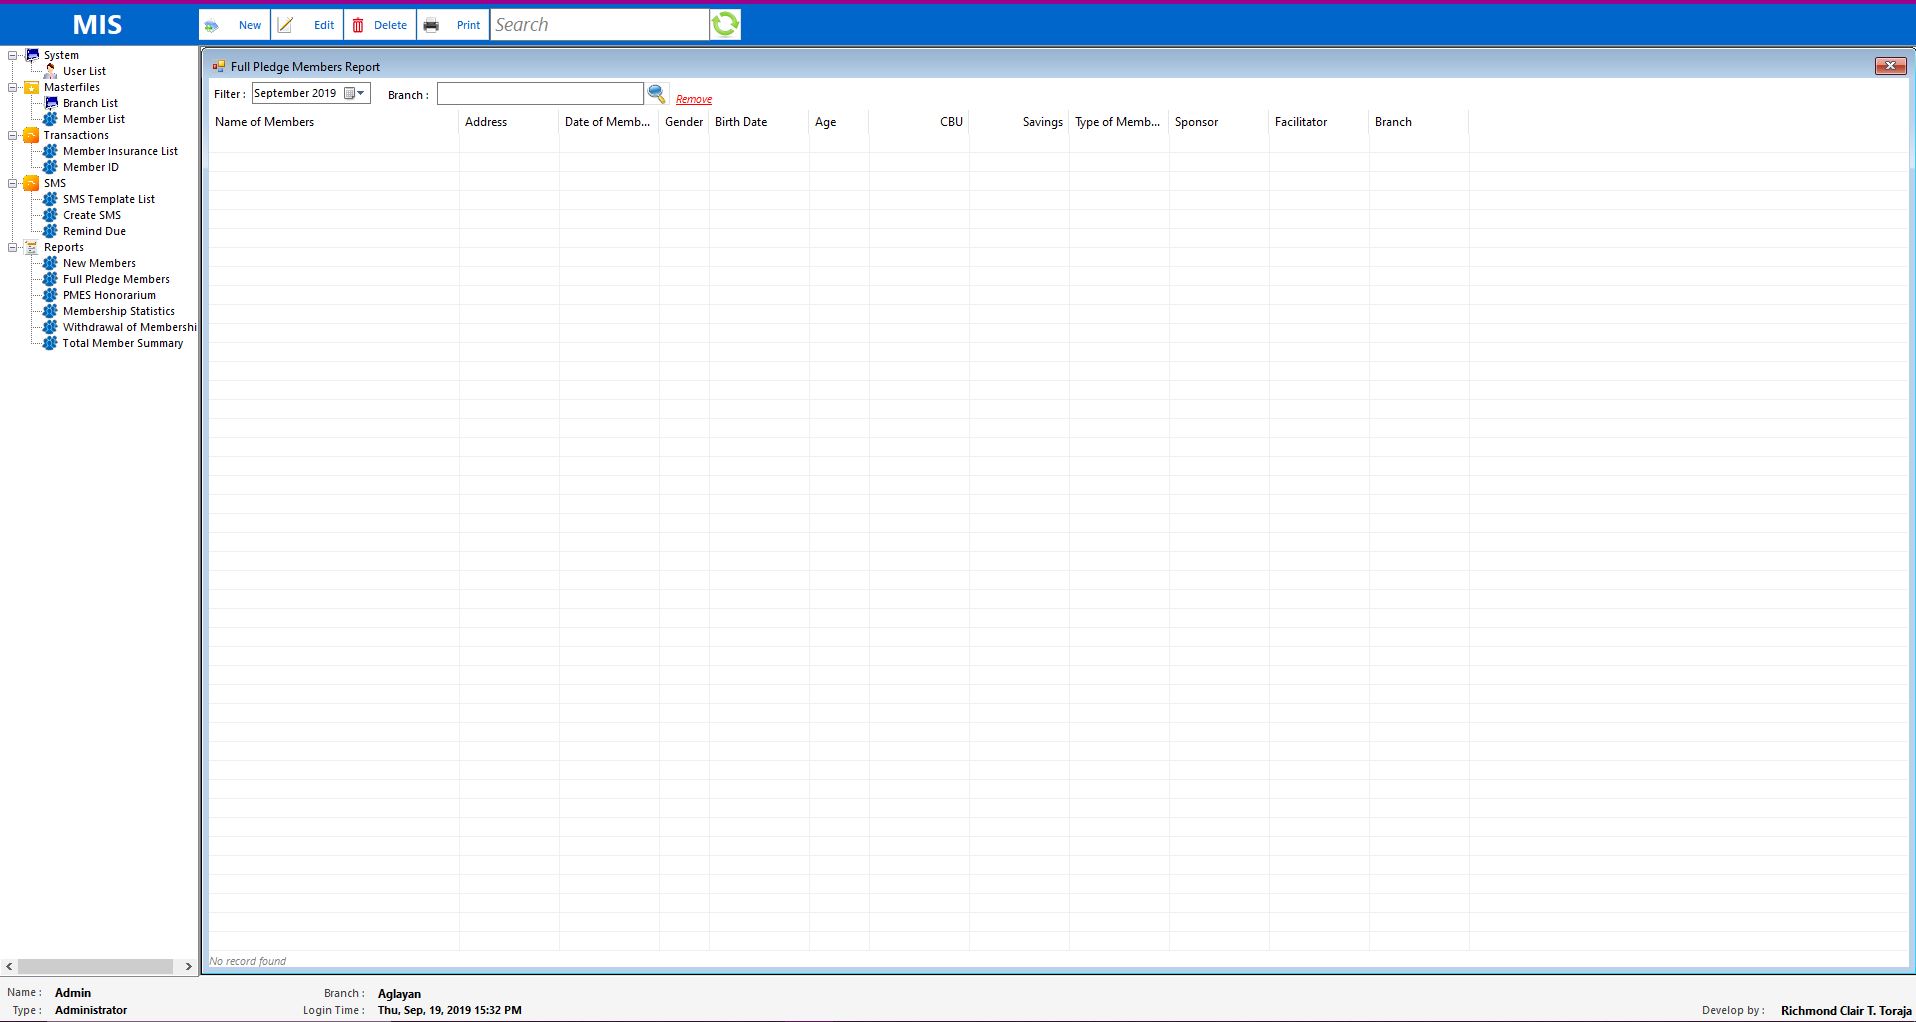 MIS
New Edit Delete Print Search
System
User List
Masterfiles
Branch List
Member List
Transactions
Member Insurance List
Member ID
SMS
SMS Template List
Create SMS
Remind Due
Reports
New Members
Full Pledge Members
PMES Honorarium
Membership Statistics
Withdrawal of Membershi
Total Member Summary
Full Pledge Members Report
Filter : September 2019 Branch : Remove
Name of Members Address Date of Memb... Gender Birth Date Age CBU Savings Type of Memb... Sponsor Facilitator Branch
No record found
Name : Admin Branch : Aglayan
Type : Administrator Login Time : Thu, Sep, 19, 2019 15:32 PM Develop by : Richmond Clair T. Toraja